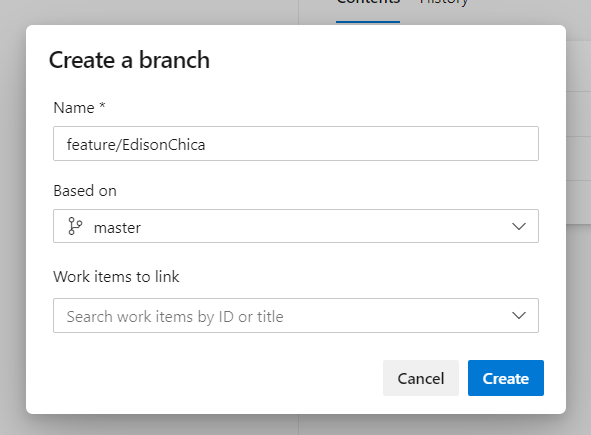 Contents History
Create a branch
Name *
feature/EdisonChica
Based on
master
Work items to link
Search work items by ID or title
Cancel Create